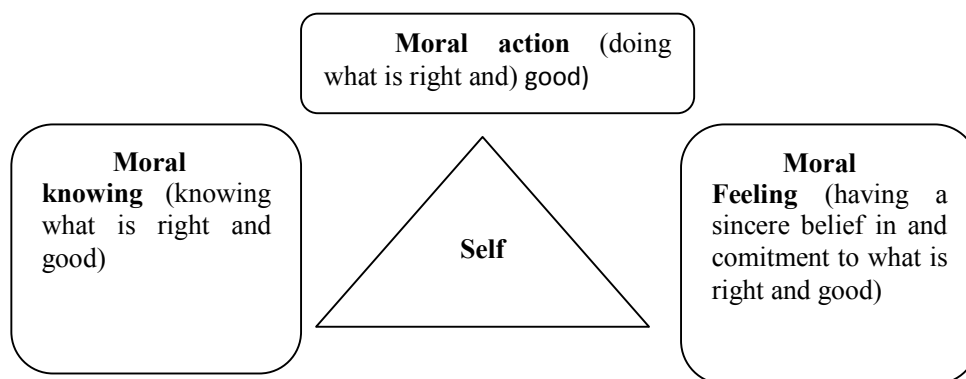 Moral action (doing
what is right and) good)
Moral
knowing (knowing
what is right and
good)
Self
Moral
Feeling (having a
sincere belief in and
comitment to what is
right and good)